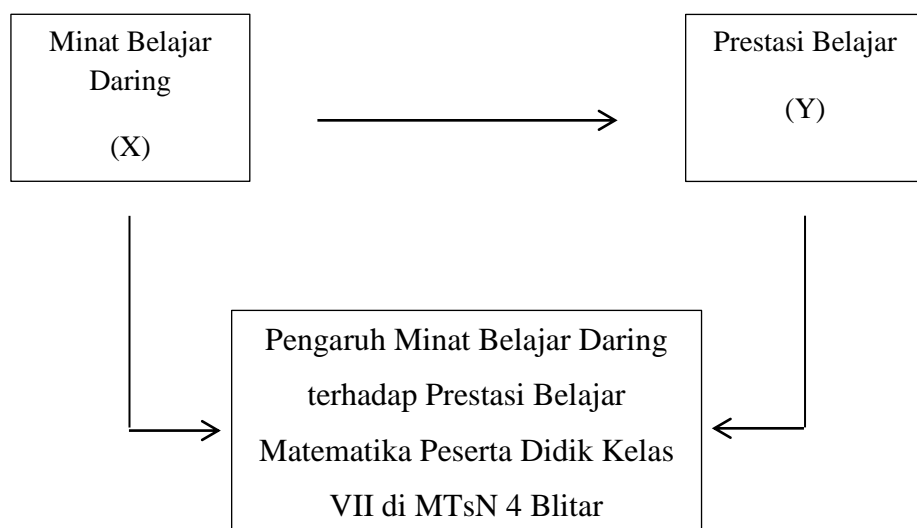 Minat Belajar
Daring
(X)
Prestasi Belajar
(Y)
Pengaruh Minat Belajar Daring
terhadap Prestasi Belajar
Matematika Peserta Didik Kelas
VII di MTsN 4 Blitar